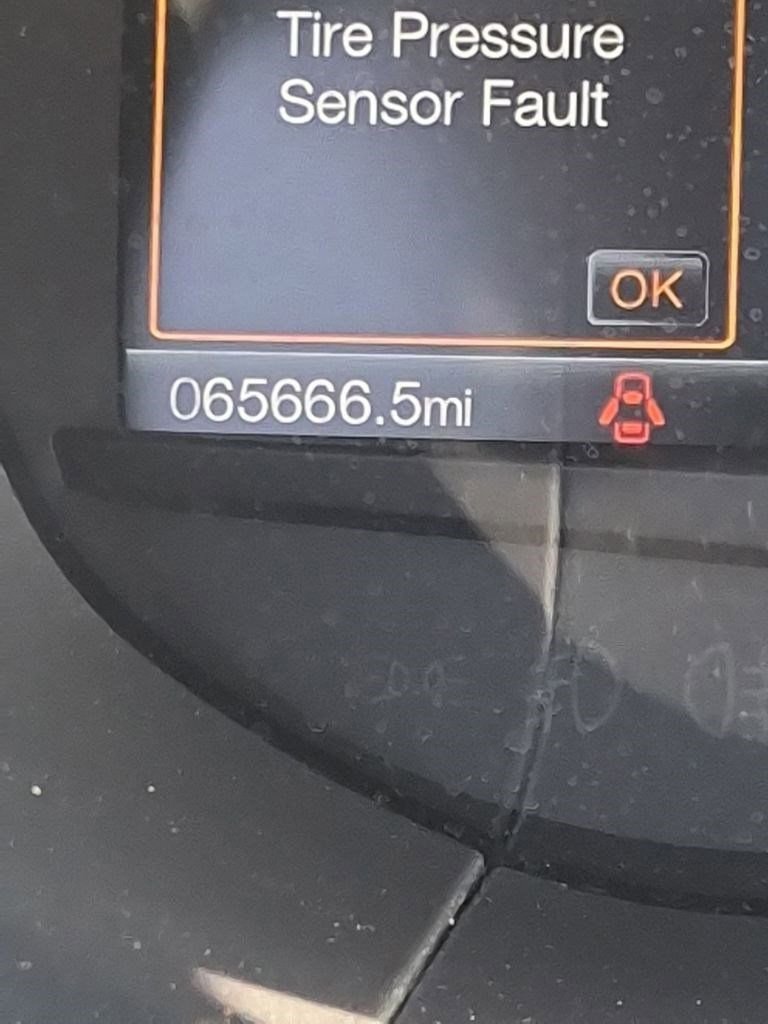 Tire Pressure
Sensor Fault
OK
065666.5mi